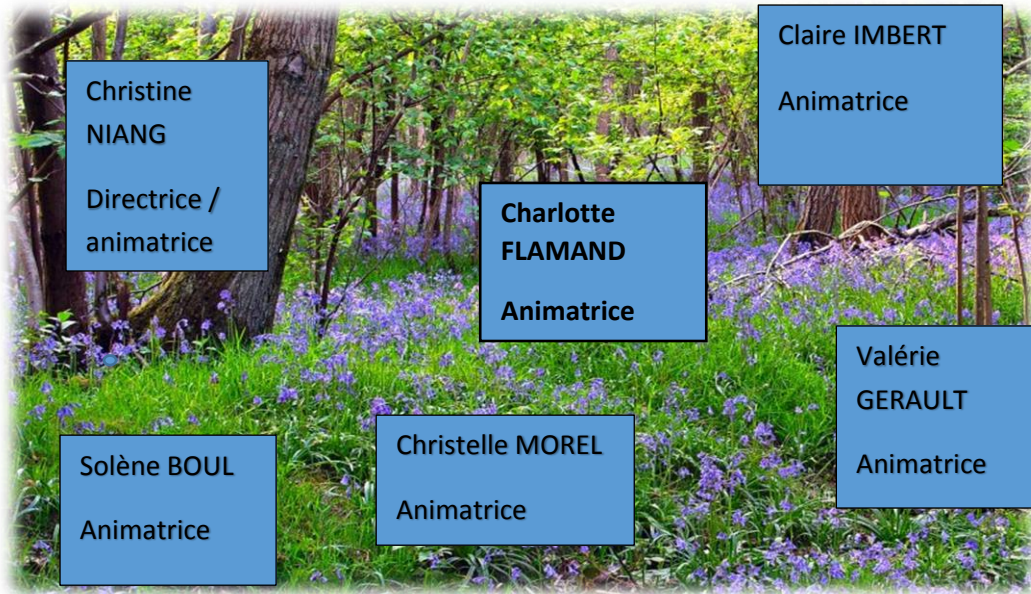 Christine
NIANG
Directrice /
animatrice
Claire IMBERT
Animatrice
Charlotte
FLAMAND
Animatrice
Valérie
GERAULT
Animatrice
Solène BOUL
Animatrice
Christelle MOREL
Animatrice